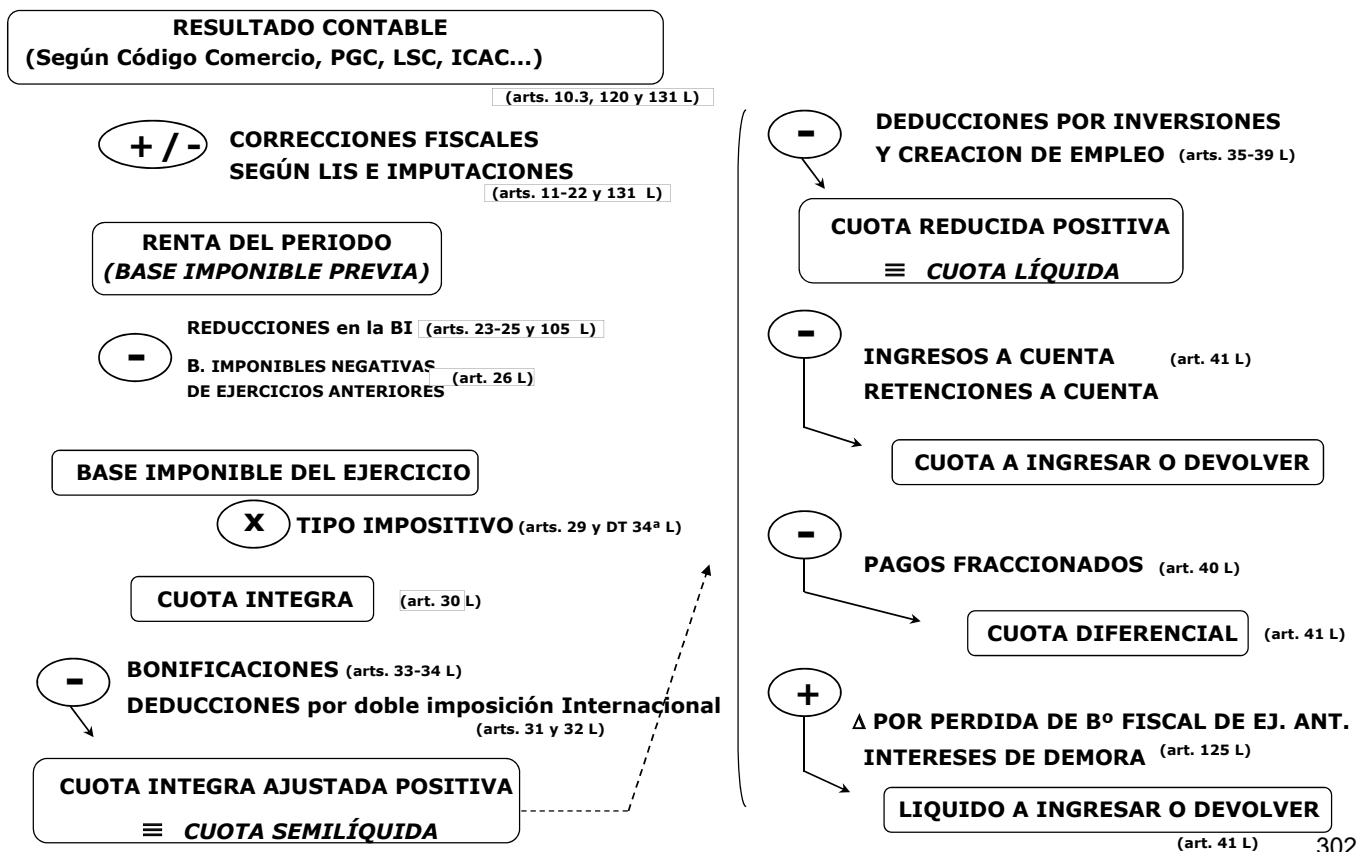 RESULTADO CONTABLE
(Según Código Comercio, PGC, LSC, ICAC...)
(arts. 10.3, 120 y 131 L)
+ / - CORRECCIONES FISCALES
SEGÚN LIS E IMPUTACIONES
(arts. 11-22 y 131 L)
RENTA DEL PERIODO
(BASE IMPONIBLE PREVIA)
REDUCCIONES en la BI (arts. 23-25 y 105 L)
-
B. IMPONIBLES NEGATIVAS
DE EJERCICIOS ANTERIORES (art. 26 L)
BASE IMPONIBLE DEL EJERCICIO
x TIPO IMPOSITIVO (arts. 29 y DT 34ª L)
CUOTA INTEGRA (art. 30 L)
- BONIFICACIONES (arts. 33-34 L)
DEDUCCIONES por doble imposición Internacional
(arts. 31 y 32 L)
CUOTA INTEGRA AJUSTADA POSITIVA
≡ CUOTA SEMILÍQUIDA
- DEDUCCIONES POR INVERSIONES
Y CREACION DE EMPLEO (arts. 35-39 L)
CUOTA REDUCIDA POSITIVA
≡ CUOTA LÍQUIDA
-
INGRESOS A CUENTA (art. 41 L)
RETENCIONES A CUENTA
CUOTA A INGRESAR O DEVOLVER
-
PAGOS FRACCIONADOS (art. 40 L)
CUOTA DIFERENCIAL (art. 41 L)
+
Δ POR PERDIDA DE Bº FISCAL DE EJ. ANT.
INTERESES DE DEMORA (art. 125 L)
LIQUIDO A INGRESAR O DEVOLVER
(art. 41 L)
302